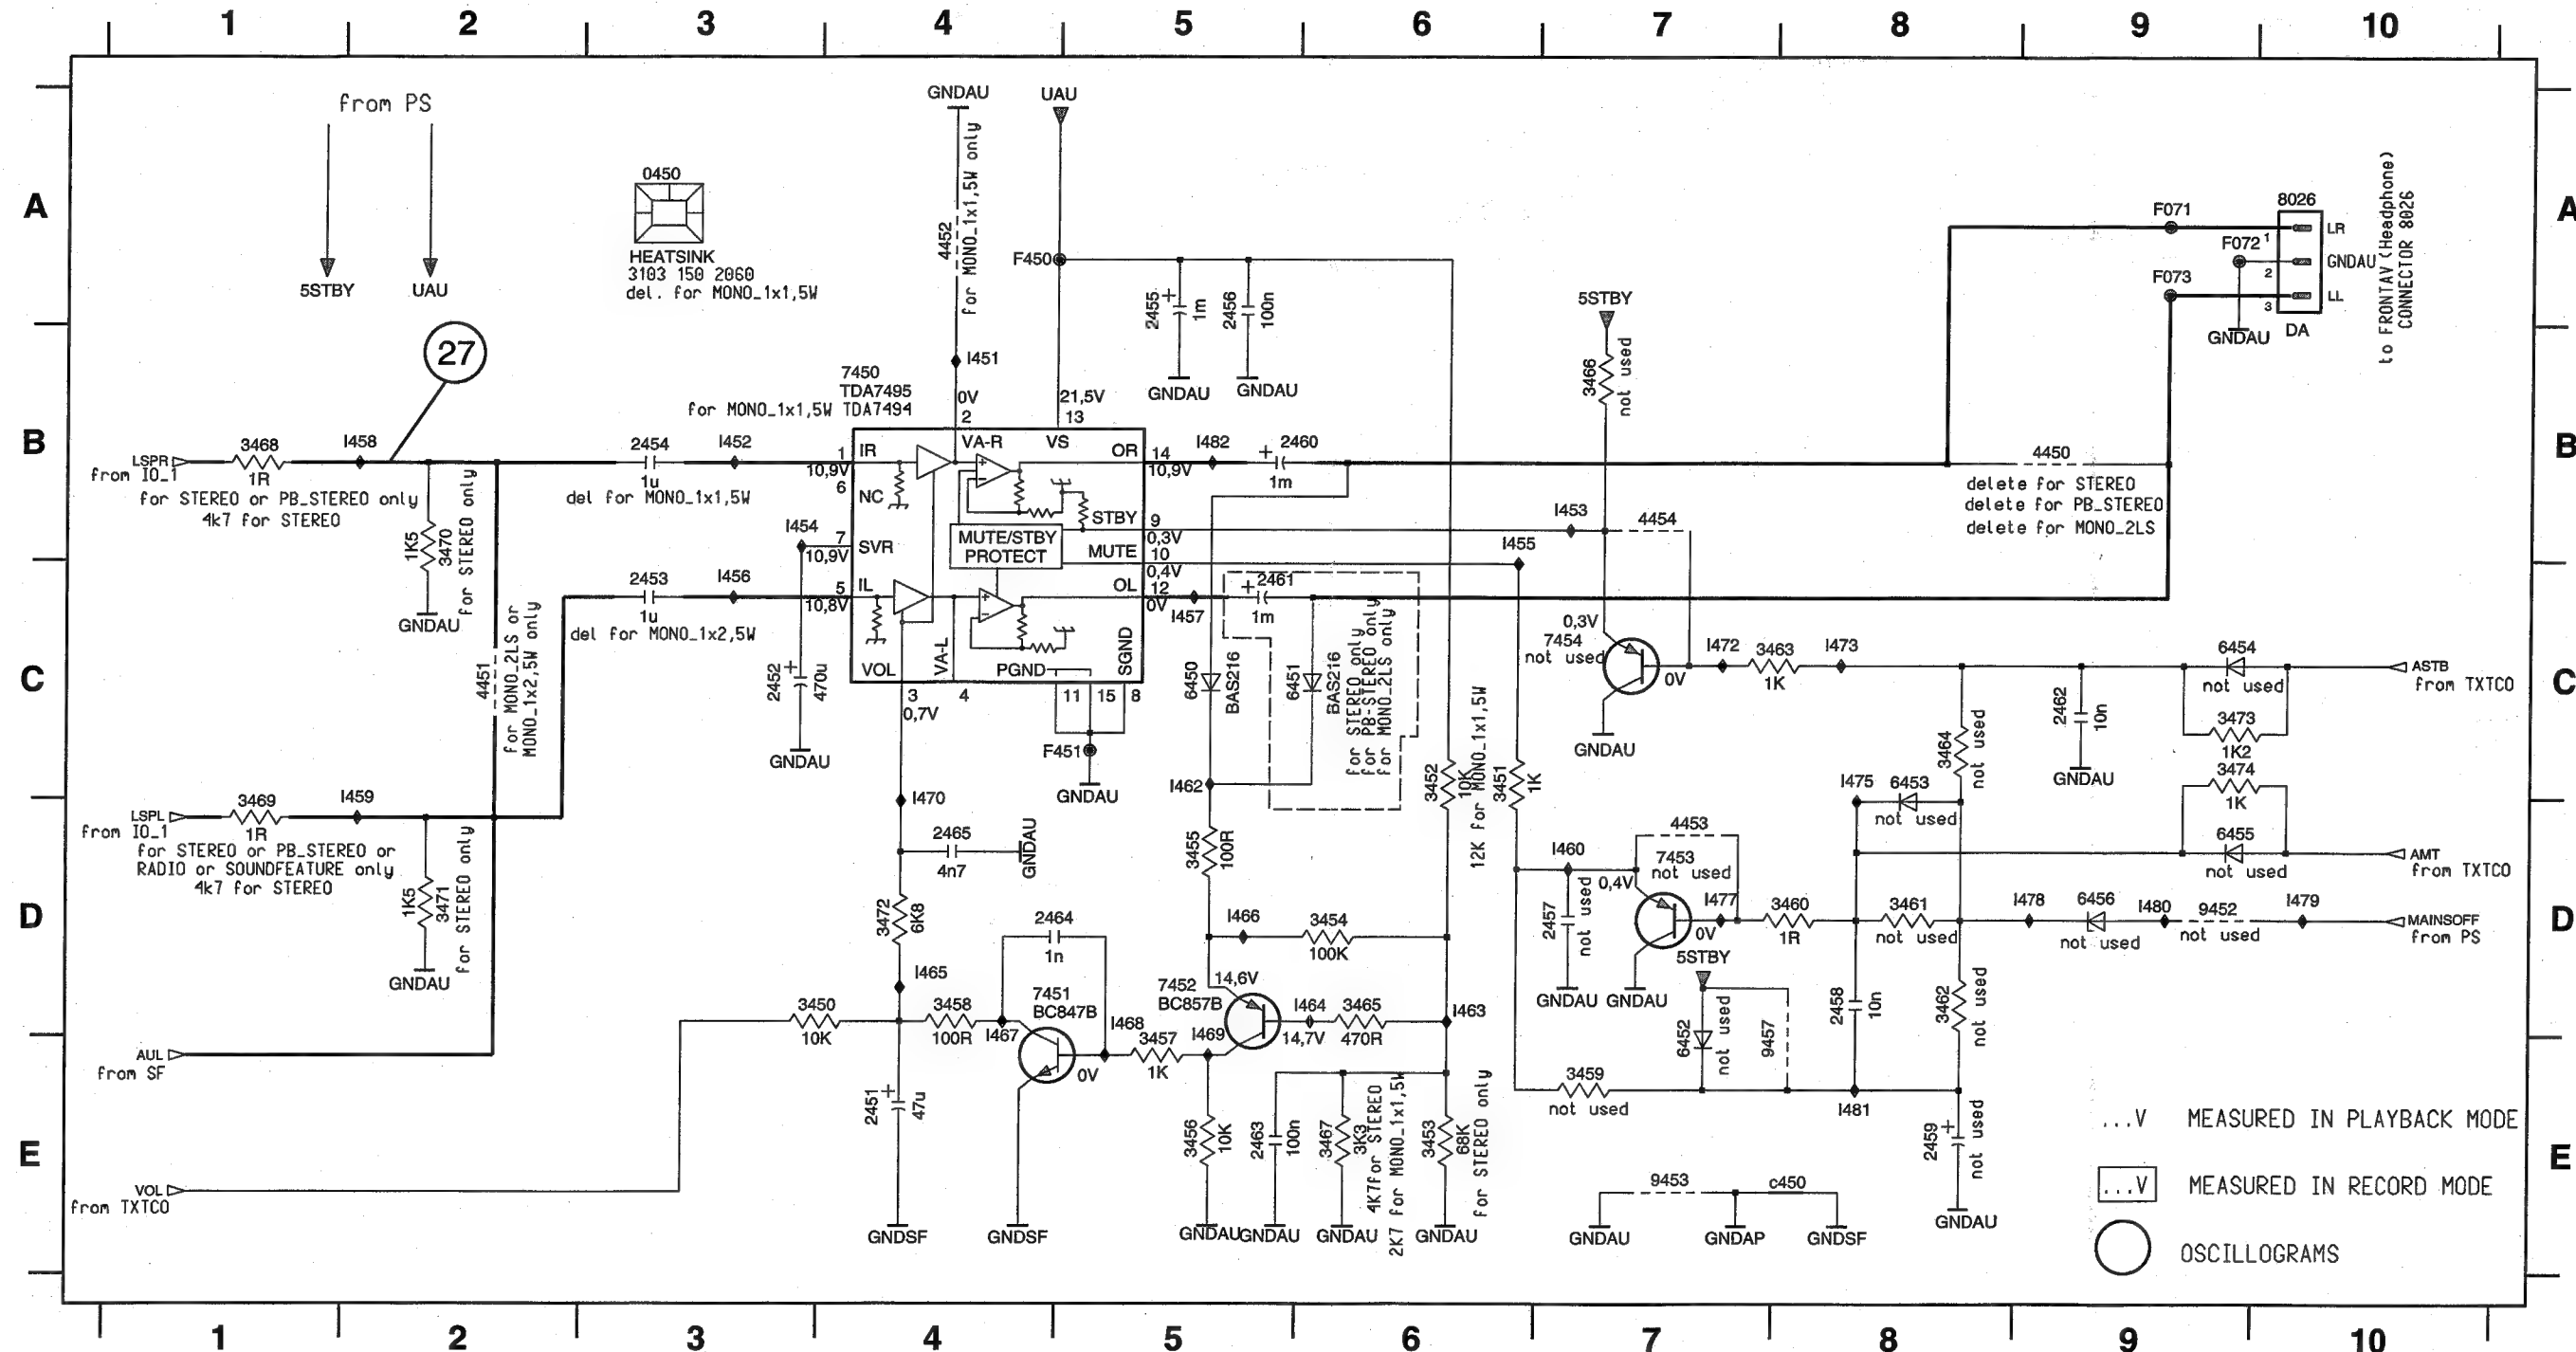 1 2 3 4 5 6 7 8 9 10
A
B
C
D
E
A
B
C
D
E
from PS
5STBY
UAU
0450
HEATSINK
3103 150 2060
del. for MONO_1x1,5W
GNDAU
4452
for MONO_1x1,5W only
UAU
F450
2455
1m
2456
100n
GNDAU
GNDAU
I451
27
7450
TDA7495
for MONO_1x1,5W TDA7494
0V
2
21,5V
13
LSPR
from IO_1
3468
1R
for STEREO or PB_STEREO only
4k7 for STEREO
I458
1K5
3470
for STEREO only
GNDAU
2454
1u
del for MONO_1x1,5W
I452
1
10,9V
6
IR
NC
VA-R
VS
OR
14
10,9V
I482
2460
1m
I454
7
10,9V
SVR
MUTE/STBY
PROTECT
STBY
9
0,3V
MUTE
10
0,4V
OL
12
0V
I457
2461
1m
2453
1u
del for MONO_1x2,5W
I456
5
10,8V
IL
VOL
VA-L
PGND
SGND
3
0,7V
4
11
15
8
F451
GNDAU
2452
470u
GNDAU
4451
for MONO_2LS or
MONO_1x2,5W only
6450
BAS216
6451
BAS216
for STEREO only
for PB-STEREO only
for MONO_2LS only
I462
3455
100R
3452
10K
12K for MONO_1x1,5W
3451
1K
I453
4454
I455
5STBY
3466
not used
0,3V
7454
not used
0V
GNDAU
I472
3463
1K
I473
F071
F072
F073
8026
1
2
3
LR
GNDAU
LL
DA
GNDAU
to FRONTAV (Headphone)
CONNECTOR 8026
4450
delete for STEREO
delete for PB_STEREO
delete for MONO_2LS
6454
not used
ASTB
from TXTCO
2462
10n
GNDAU
3473
1K2
3464
not used
I475
6453
not used
3474
1K
6455
not used
AMT
from TXTCO
LSPL
from IO_1
3469
1R
for STEREO or PB_STEREO or
RADIO or SOUNDFEATURE only
4k7 for STEREO
I459
1K5
3471
for STEREO only
GNDAU
I470
2465
4n7
GNDAU
3472
6K8
I465
2464
1n
7451
BC847B
I466
3454
100K
14,6V
7452
BC857B
I464
14,7V
3465
470R
I463
4453
I460
7453
not used
0,4V
0V
I477
2457
not used
GNDAU
GNDAU
5STBY
3460
1R
3461
not used
I478
6456
not used
I480
9452
not used
I479
MAINSOFF
from PS
3450
10K
3458
100R
I467
0V
I468
3457
1K
I469
6452
not used
9457
2458
10n
3462
not used
AUL
from SF
VOL
from TXTCO
2451
47u
GNDSF
GNDSF
3456
10K
GNDAU
2463
100n
GNDAU
3467
3K3
4K7 for STEREO
2K7 for MONO_1x1,5W
GNDAU
3453
68K
for STEREO only
GNDAU
3459
not used
I481
2459
not used
GNDAU
9453
c450
GNDAU
GNDAP
GNDSF
...V MEASURED IN PLAYBACK MODE
...V MEASURED IN RECORD MODE
OSCILLOGRAMS
1 2 3 4 5 6 7 8 9 10